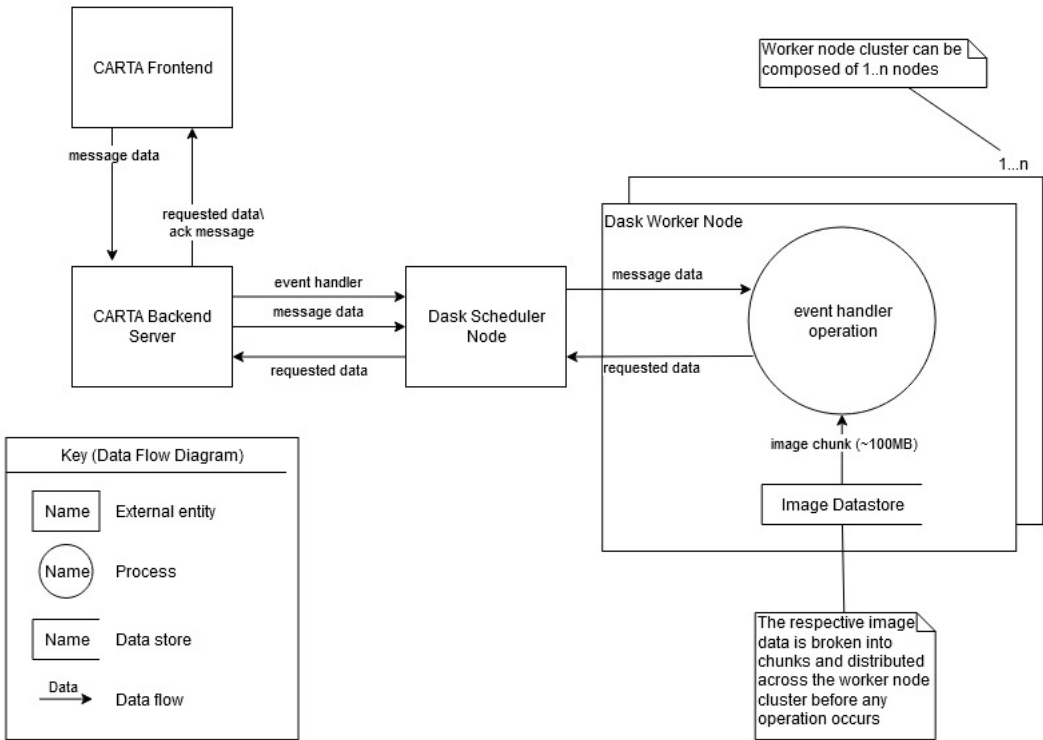 CARTA Frontend
Worker node cluster can be
composed of 1..n nodes
message data
1...n
requested data\
ack message
Dask Worker Node
CARTA Backend
Server
event handler
message data
requested data
Dask Scheduler
Node
message data
requested data
event handler
operation
image chunk (~100MB)
Image Datastore
Key (Data Flow Diagram)
Name
External entity
Name
Process
Name
Data store
Data
Data flow
The respective image
data is broken into
chunks and distributed
across the worker node
cluster before any
operation occurs